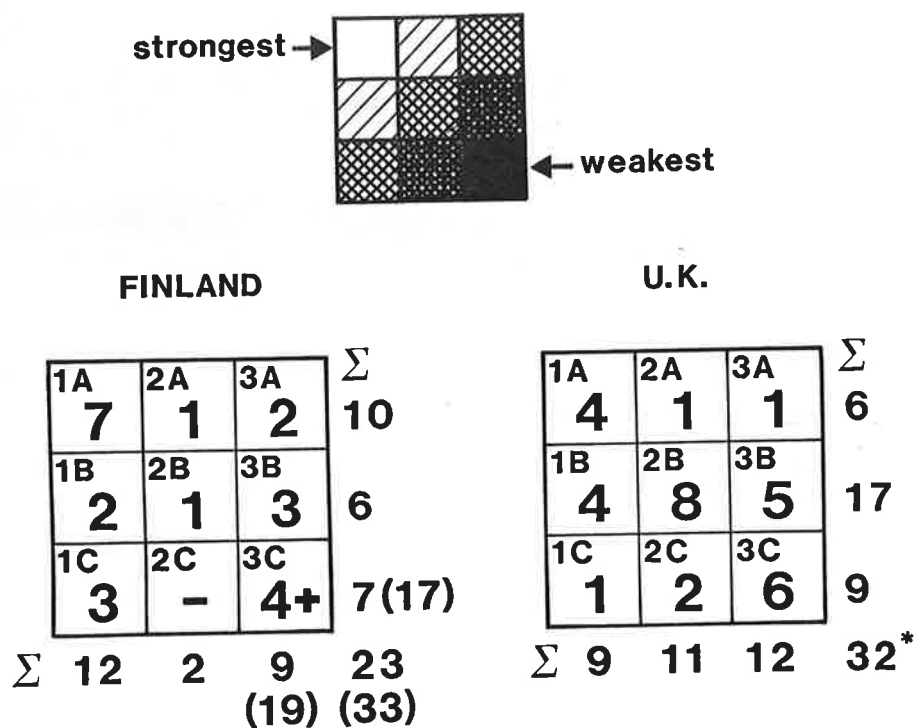 strongest
weakest
FINLAND
U.K.
1A 2A 3A Σ
7 1 2 10
1B 2B 3B
2 1 3 6
1C 2C 3C
3 - 4+ 7(17)
Σ 12 2 9 23
(19) (33)
1A 2A 3A Σ
4 1 1 6
1B 2B 3B
4 8 5 17
1C 2C 3C
1 2 6 9
Σ 9 11 12 32*